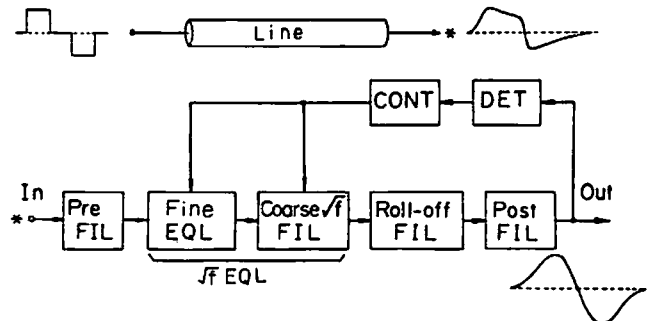 Line
*
CONT
DET
In
Out
*
Pre
FIL
Fine
EQL
Coarse√f
FIL
Roll-off
FIL
Post
FIL
√f EQL